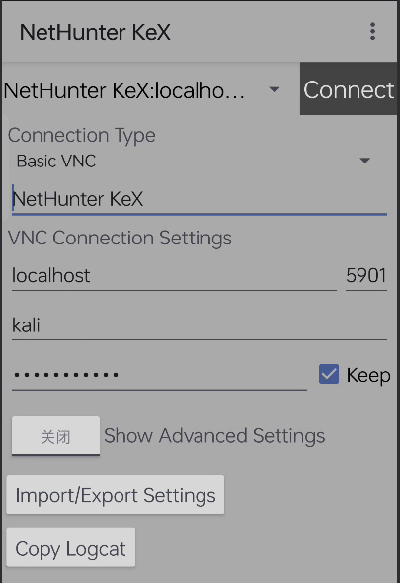 NetHunter KeX
NetHunter KeX:localho...
Connect
Connection Type
Basic VNC
NetHunter KeX
VNC Connection Settings
localhost
5901
kali
•••••••••••
Keep
关闭
Show Advanced Settings
Import/Export Settings
Copy Logcat